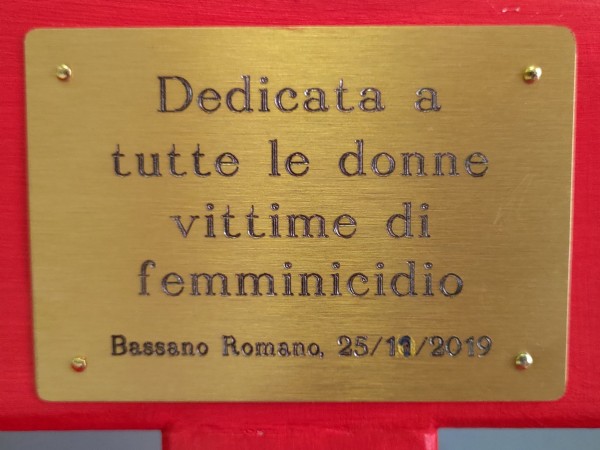 Dedicata a
tutte le donne
vittime di
femminicidio
Bassano Romano, 25/11/2019